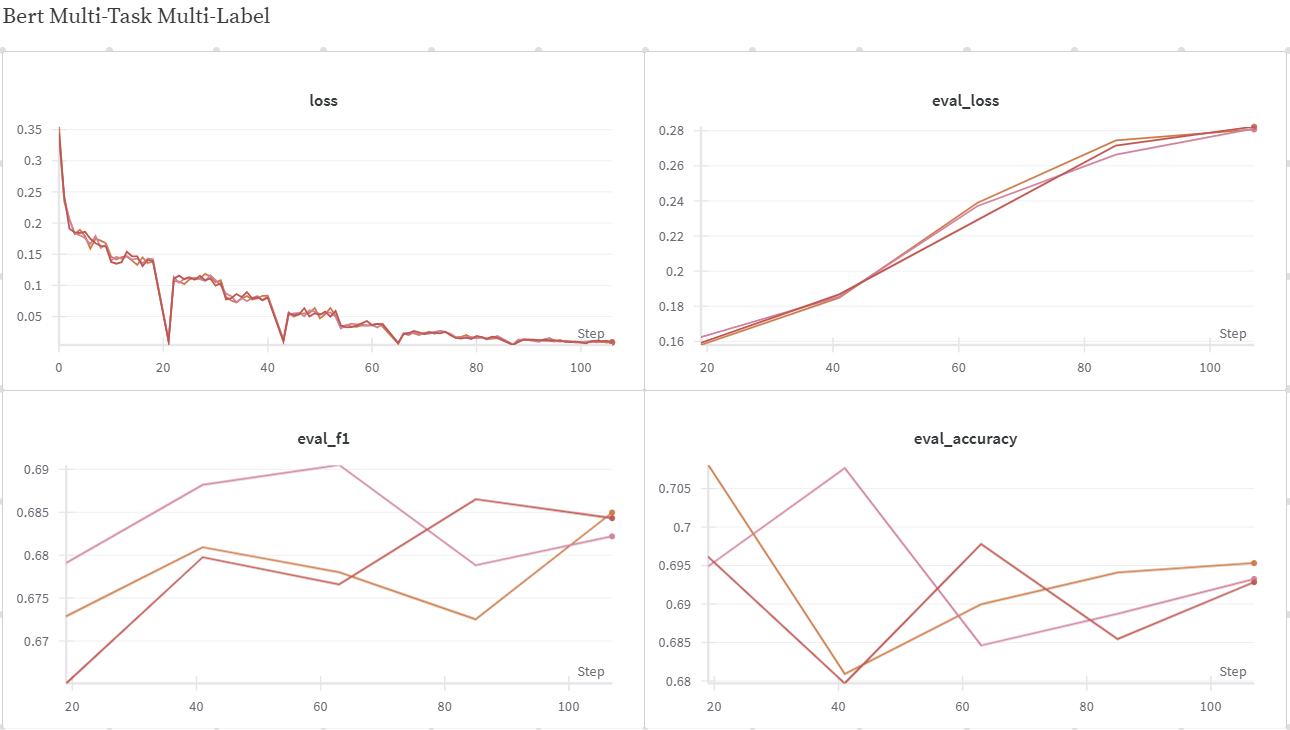 Bert Multi-Task Multi-Label
loss
0.35
0.3
0.25
0.2
0.15
0.1
0.05
Step
0 20 40 60 80 100
eval_loss
0.28
0.26
0.24
0.22
0.2
0.18
0.16
Step
20 40 60 80 100
eval_f1
0.69
0.685
0.68
0.675
0.67
Step
20 40 60 80 100
eval_accuracy
0.705
0.7
0.695
0.69
0.685
0.68
Step
20 40 60 80 100